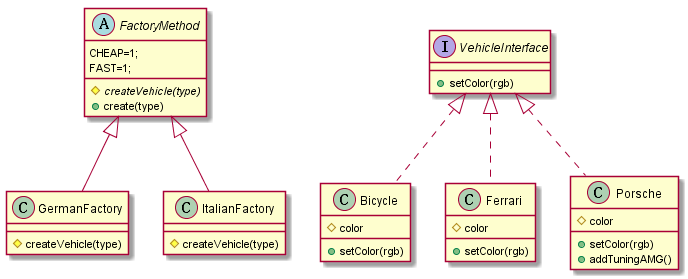 A FactoryMethod
CHEAP=1;
FAST=1;
createVehicle(type)
create(type)
I VehicleInterface
setColor(rgb)
C GermanFactory
createVehicle(type)
C ItalianFactory
createVehicle(type)
C Bicycle
color
setColor(rgb)
C Ferrari
color
setColor(rgb)
C Porsche
color
setColor(rgb)
addTuningAMG()